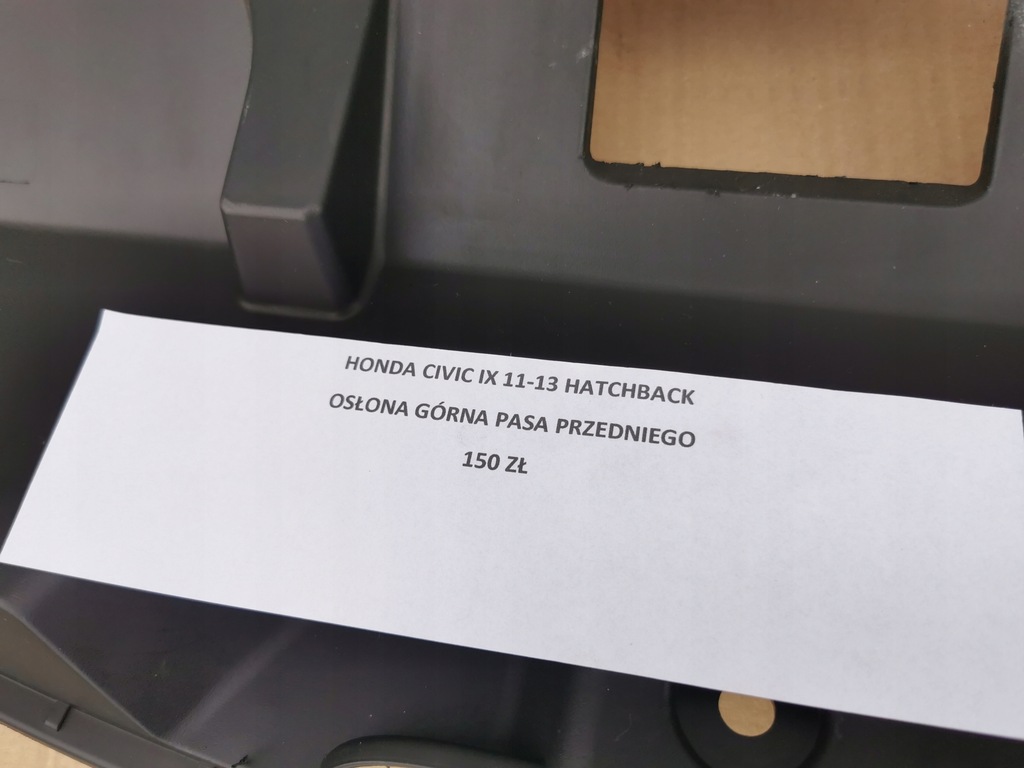 HONDA CIVIC IX 11-13 HATCHBACK
OSŁONA GÓRNA PASA PRZEDNIEGO
150 ZŁ